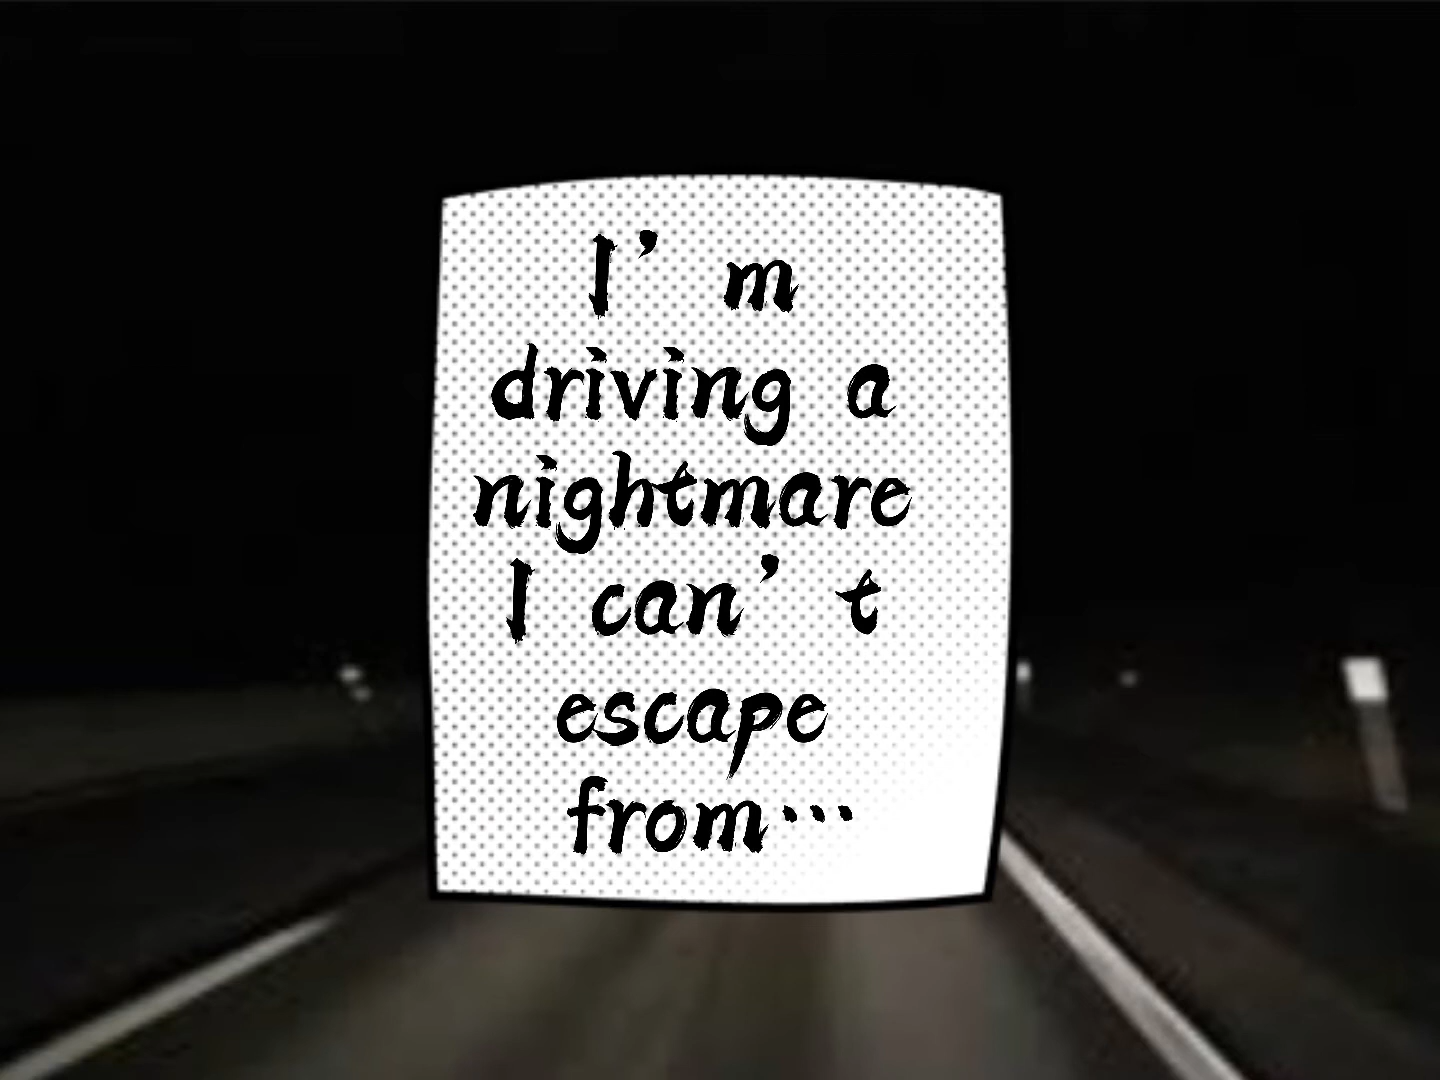 I’m
driving a
nightmare
I can’t
escape
from…